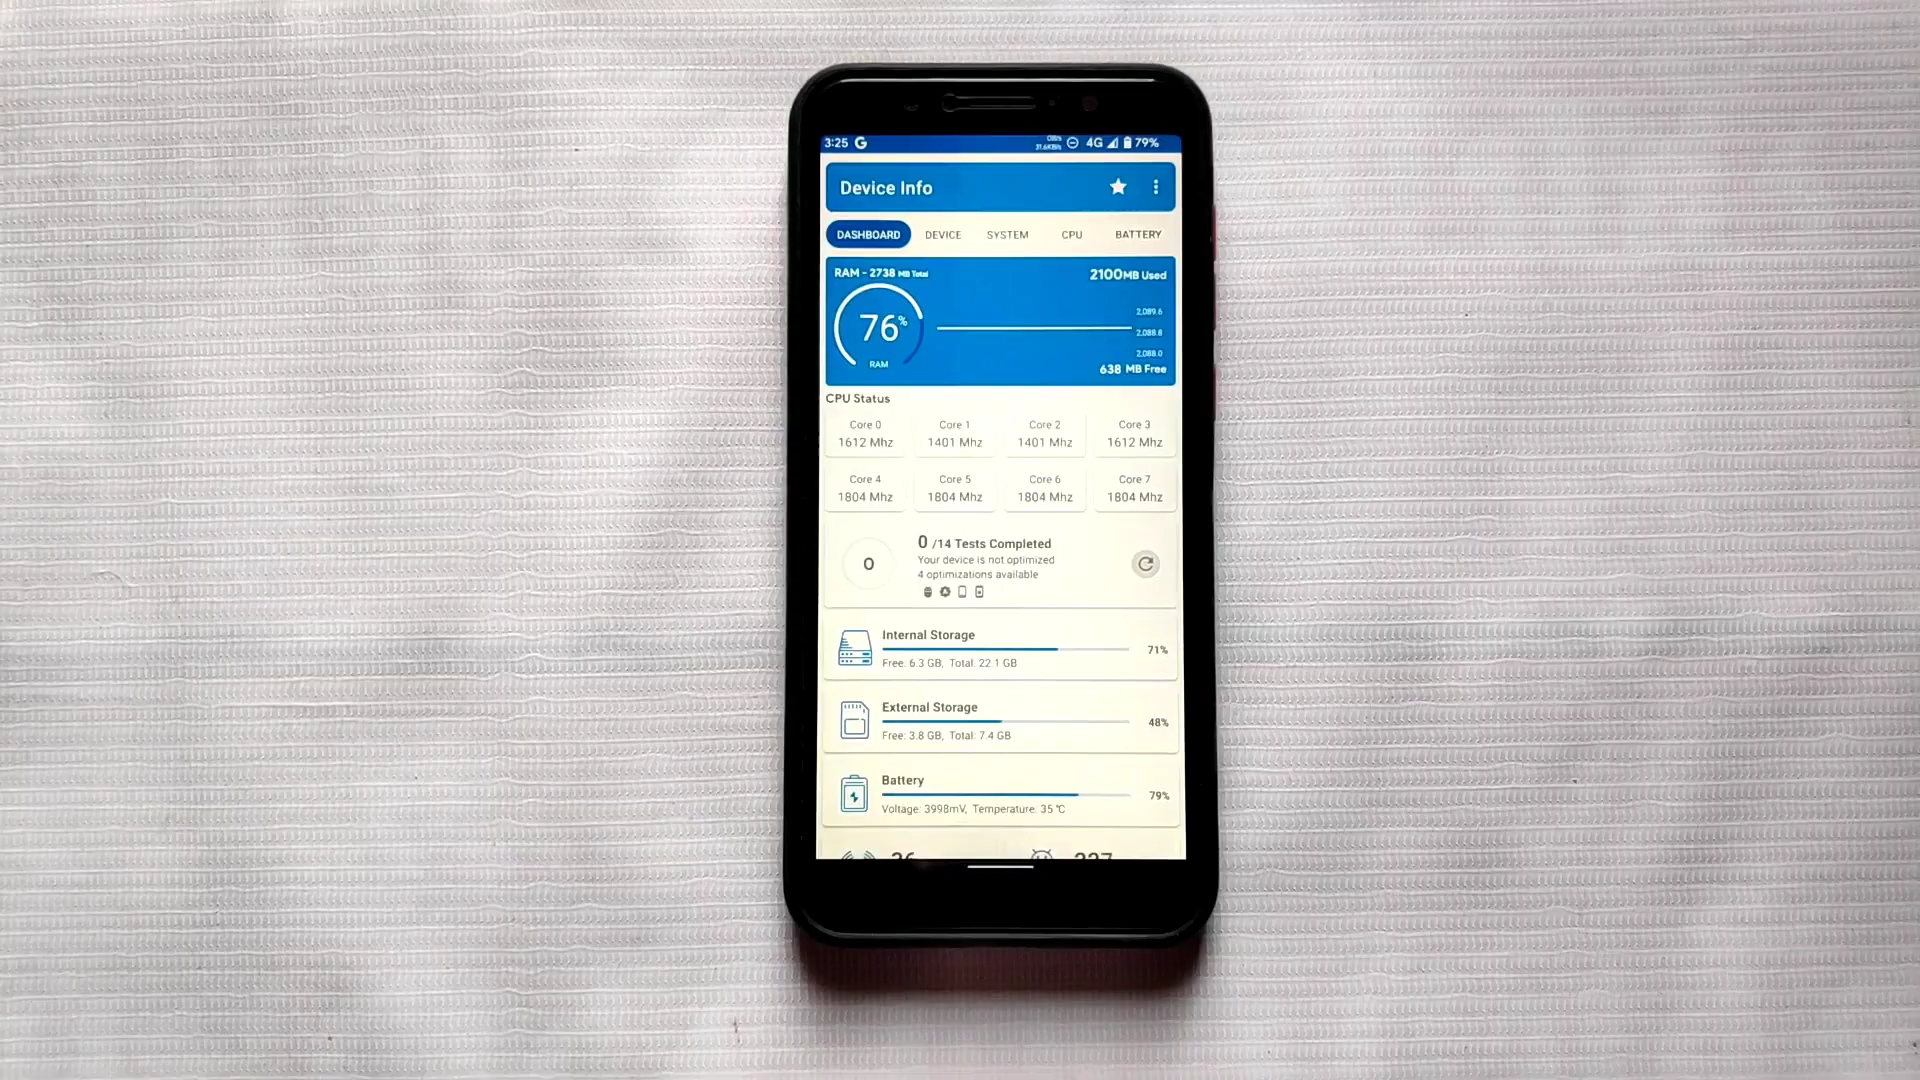 3:25 G 4G 79%
Device Info
DASHBOARD DEVICE SYSTEM CPU BATTERY
RAM - 2738 MB Total 2100MB Used
2,089.6
76%
2,088.8
2,088.0
RAM
638 MB Free
CPU Status
Core 0 Core 1 Core 2 Core 3
1612 Mhz 1401 Mhz 1401 Mhz 1612 Mhz
Core 4 Core 5 Core 6 Core 7
1804 Mhz 1804 Mhz 1804 Mhz 1804 Mhz
0 /14 Tests Completed
0
Your device is not optimized
4 optimizations available
Internal Storage
71%
Free: 6.3 GB, Total: 22.1 GB
External Storage
48%
Free: 3.8 GB, Total: 7.4 GB
Battery
79%
Voltage: 3998mV, Temperature: 35 °C